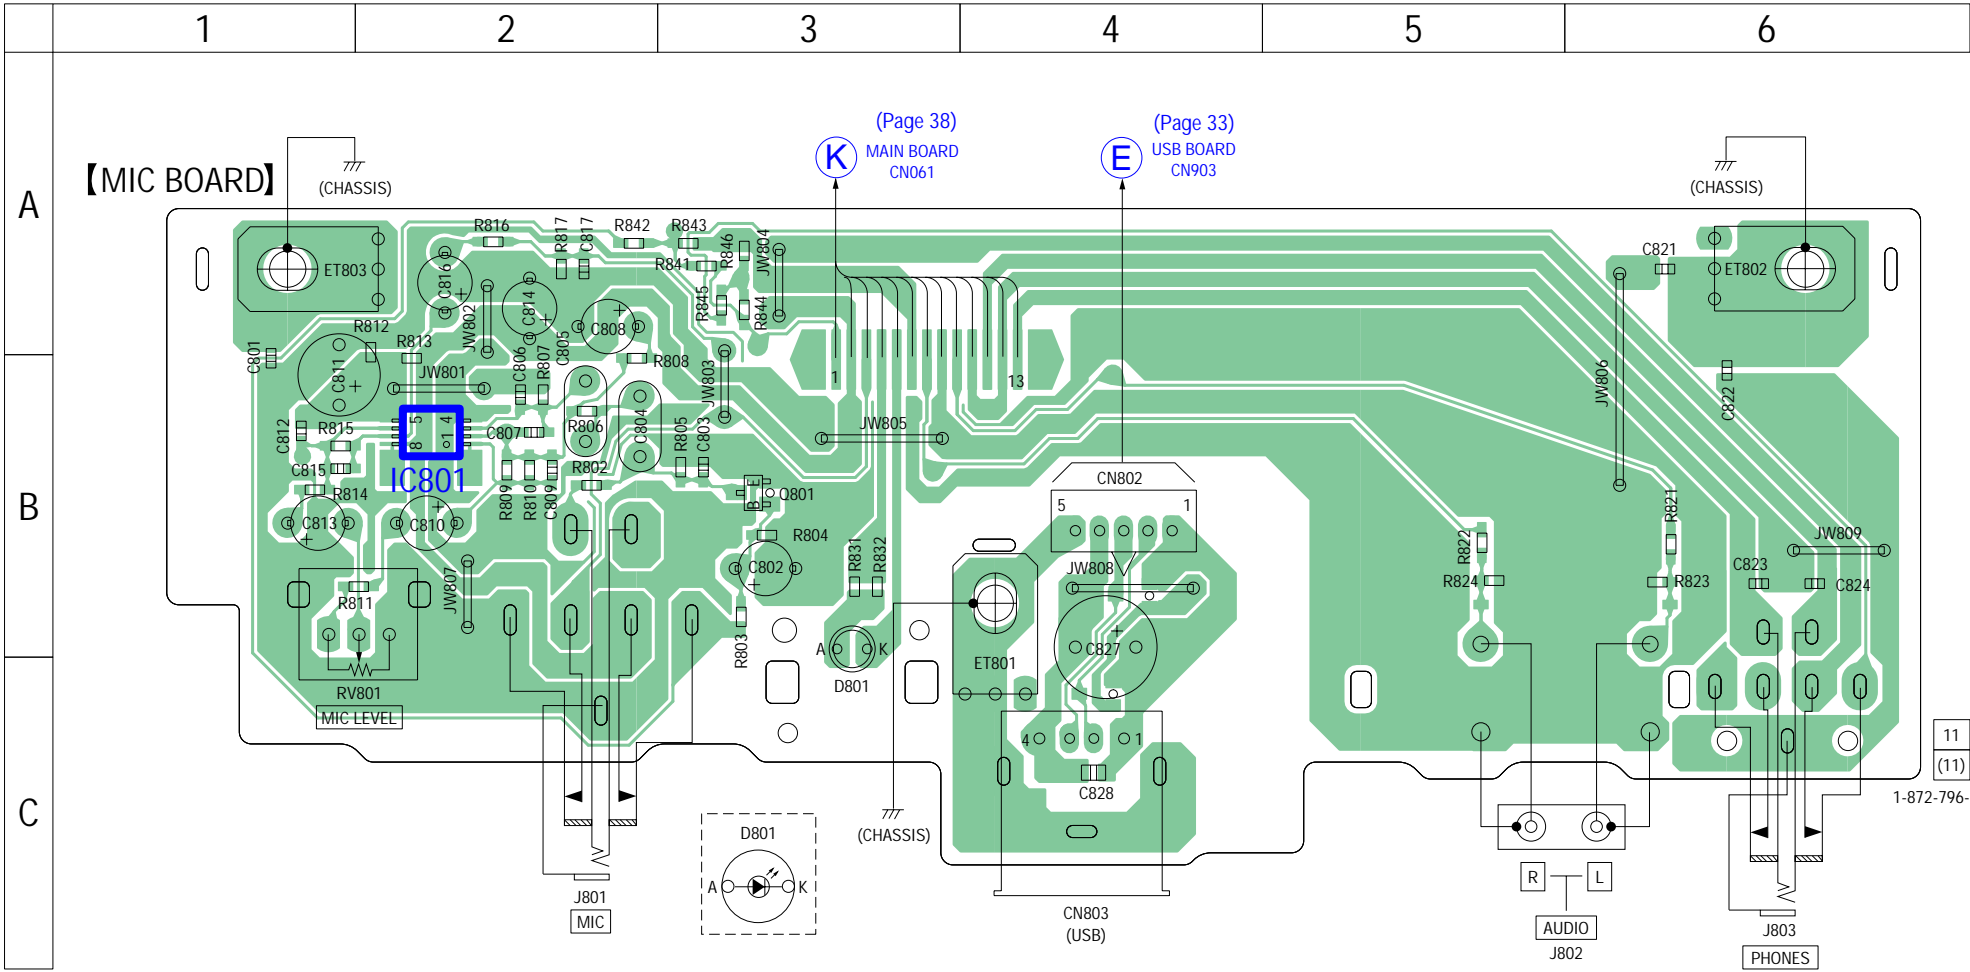 1 2 3 4 5 6
A
B
C
【MIC BOARD】
(CHASSIS)
(Page 38)
K MAIN BOARD
CN061
(Page 33)
E USB BOARD
CN903
(CHASSIS)
ET803
R816
R817
C817
R842
R843
R846
JW804
R841
C816
C814
JW802
C805
C808
R845
R844
C821
ET802
R812
R813
C801
C811
JW801
C806
R807
R808
JW803
1
13
JW806
C822
C812
R815
5
4
8
1
C807
R806
C804
R805
C803
JW805
C815
IC801
R814
R809
R810
C809
R802
B
E
Q801
CN802
5
1
C813
C810
R804
R822
R821
JW809
JW807
C802
R831
R832
JW808
R824
R823
C823
C824
R811
R803
A
K
D801
ET801
C827
RV801
MIC LEVEL
4
1
C828
11
(11)
1-872-796-
D801
A
K
(CHASSIS)
J801
MIC
CN803
(USB)
R
L
AUDIO
J802
J803
PHONES